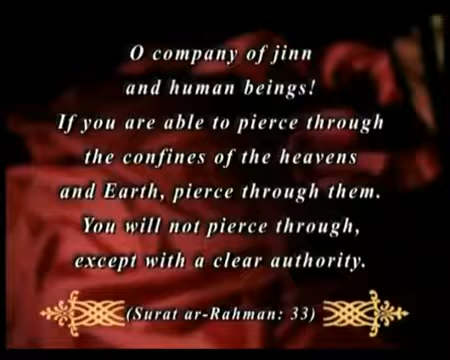 O company of jinn
and human beings!
If you are able to pierce through
the confines of the heavens
and Earth, pierce through them.
You will not pierce through,
except with a clear authority.
(Surat ar-Rahman: 33)